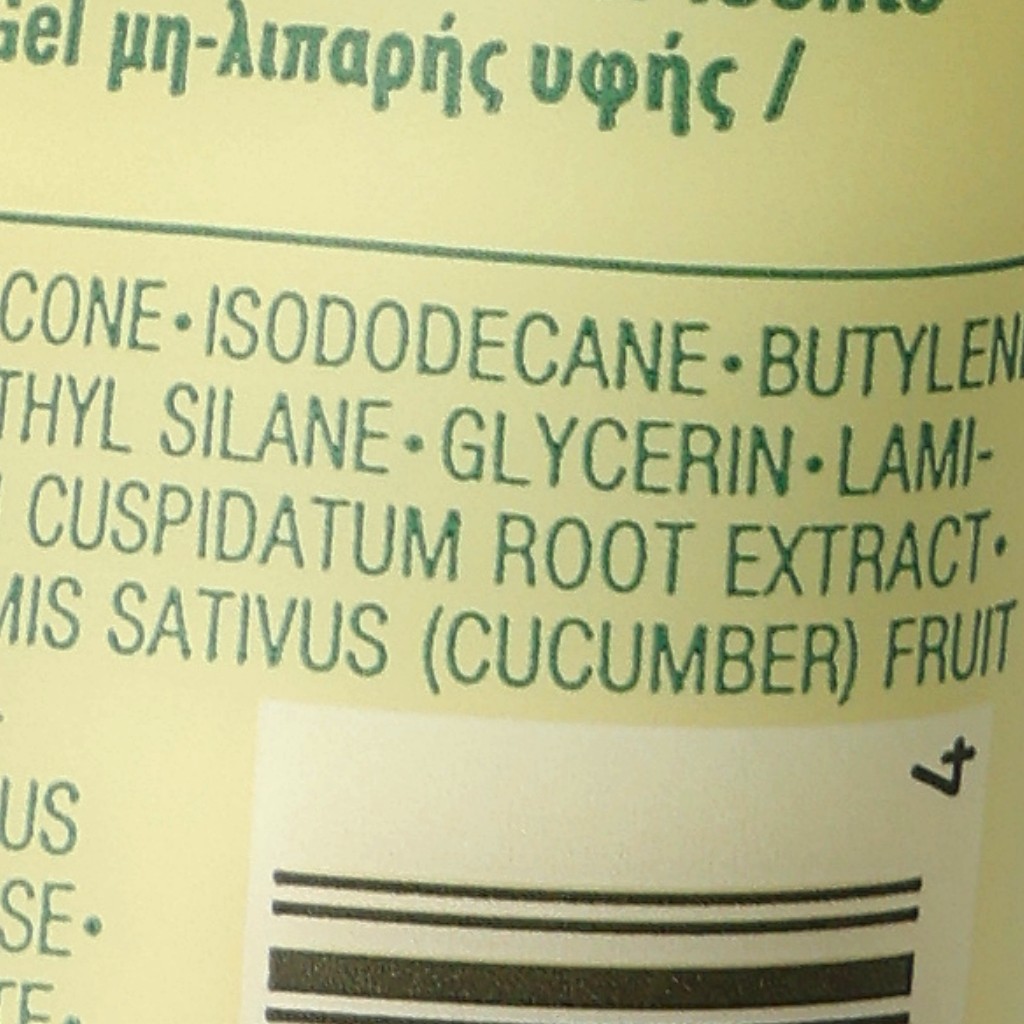 Gel μη-λιπαρής υφής /
CONE•ISODODECANE•BUTYLEN
THYL SILANE•GLYCERIN•LAMI-
CUSPIDATUM ROOT EXTRACT•
MIS SATIVUS (CUCUMBER) FRUIT
US
SE•
TE•
4